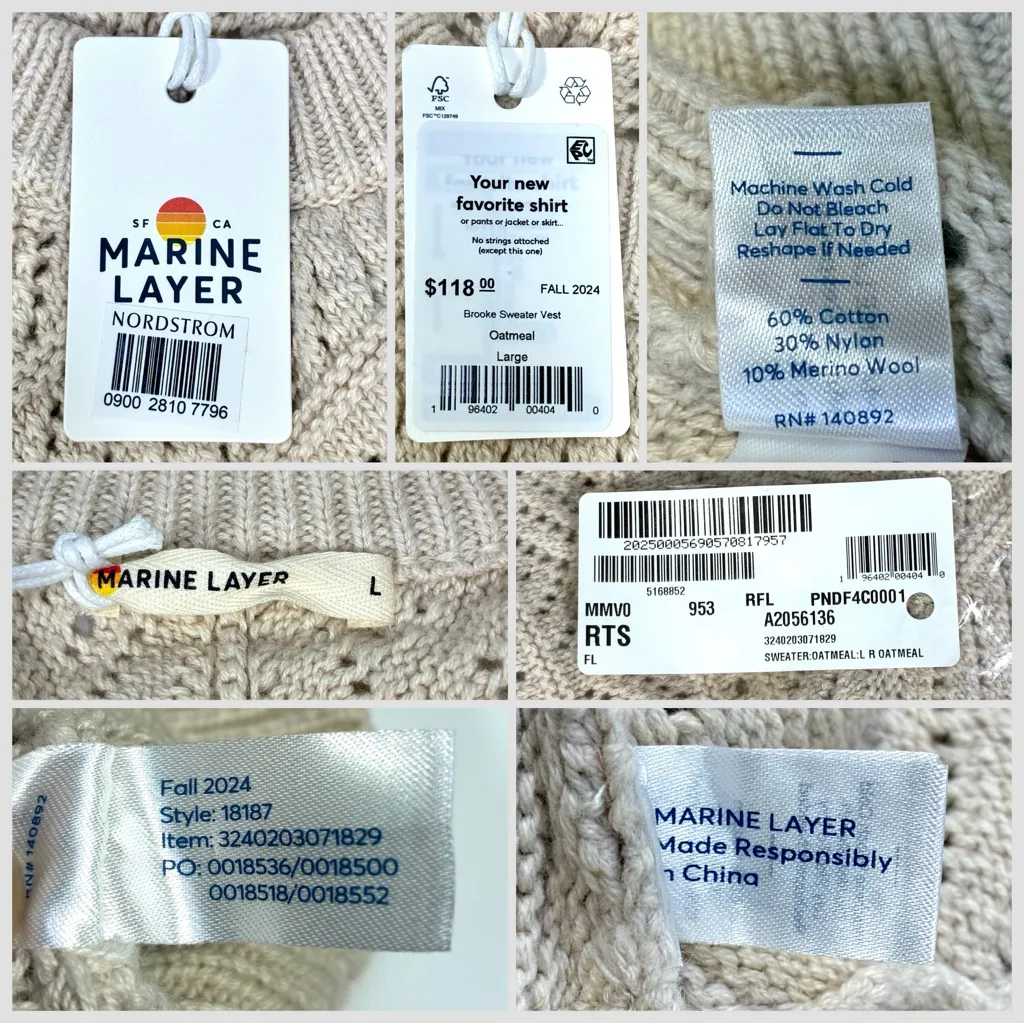 SF CA
MARINE
LAYER
NORDSTROM
0900 2810 7796
FSC
MIX
FSC™C129749
Your new
favorite shirt
or pants or jacket or skirt...
No strings attached
(except this one)
$118.00 FALL 2024
Brooke Sweater Vest
Oatmeal
Large
1 96402 00404 0
Machine Wash Cold
Do Not Bleach
Lay Flat To Dry
Reshape If Needed
60% Cotton
30% Nylon
10% Merino Wool
RN# 140892
MARINE LAYER L
20250005690570817957
5168852
1 96402 00404 0
MMV0 953 RFL PNDF4C0001
RTS A2056136
3240203071829
FL SWEATER:OATMEAL:L R OATMEAL
RN# 140892
Fall 2024
Style: 18187
Item: 3240203071829
PO: 0018536/0018500
0018518/0018552
MARINE LAYER
Made Responsibly
n China